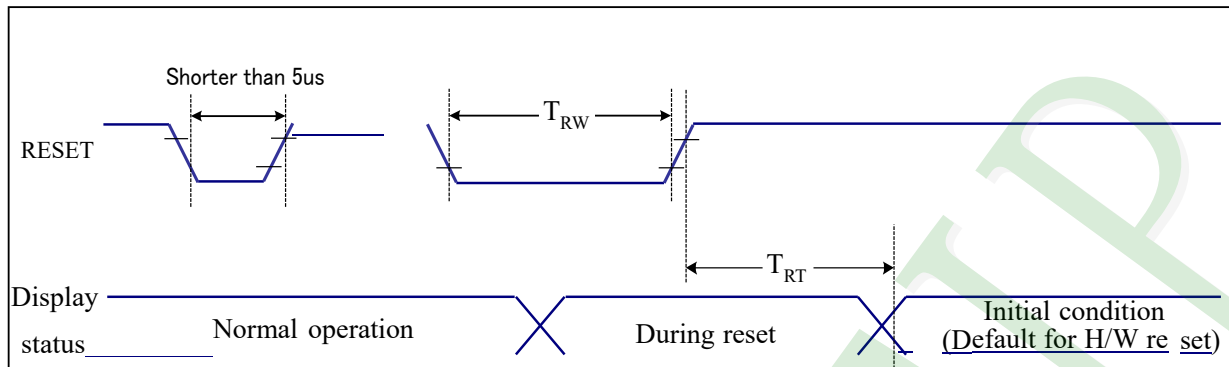 Shorter than 5us
RESET
TRW
TRT
Display
status
Normal operation
During reset
Initial condition
(Default for H/W re set)